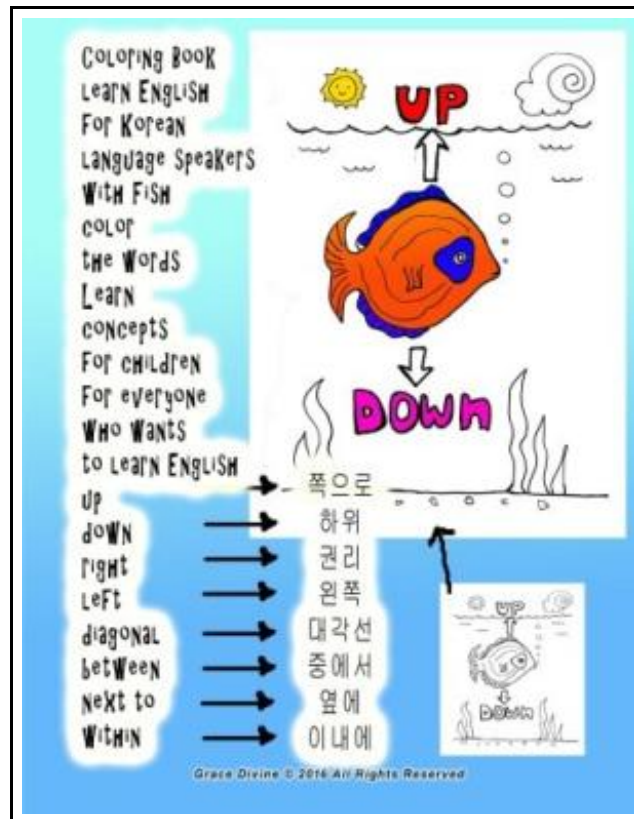 Coloring Book
Learn English
For Korean
Language Speakers
With Fish
color
the Words
Learn
concepts
For children
For everyone
Who Wants
to Learn English
up
down
right
Left
diagonal
between
Next to
Within
쪽으로
하위
권리
왼쪽
대각선
중에서
옆에
이내에
UP
DOWN
UP
DOWN
Grace Divine © 2016 All Rights Reserved